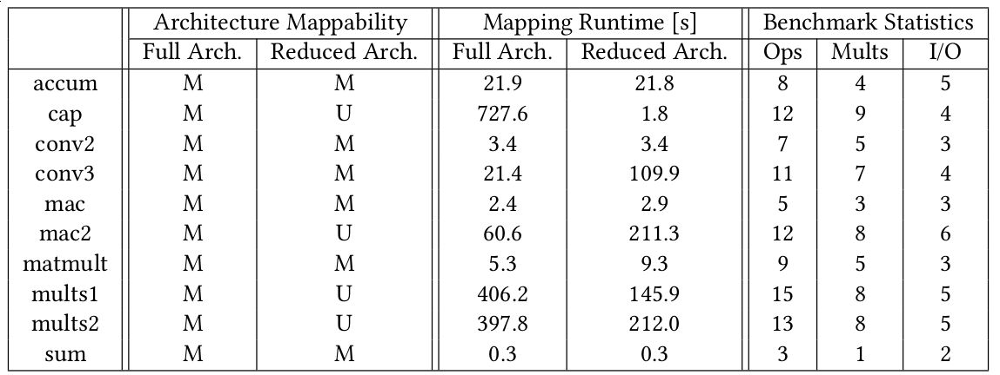 Architecture Mappability Mapping Runtime [s] Benchmark Statistics
Full Arch. Reduced Arch. Full Arch. Reduced Arch. Ops Mults I/O
accum M M 21.9 21.8 8 4 5
cap M U 727.6 1.8 12 9 4
conv2 M M 3.4 3.4 7 5 3
conv3 M M 21.4 109.9 11 7 4
mac M M 2.4 2.9 5 3 3
mac2 M U 60.6 211.3 12 8 6
matmult M M 5.3 9.3 9 5 3
mults1 M U 406.2 145.9 15 8 5
mults2 M U 397.8 212.0 13 8 5
sum M M 0.3 0.3 3 1 2